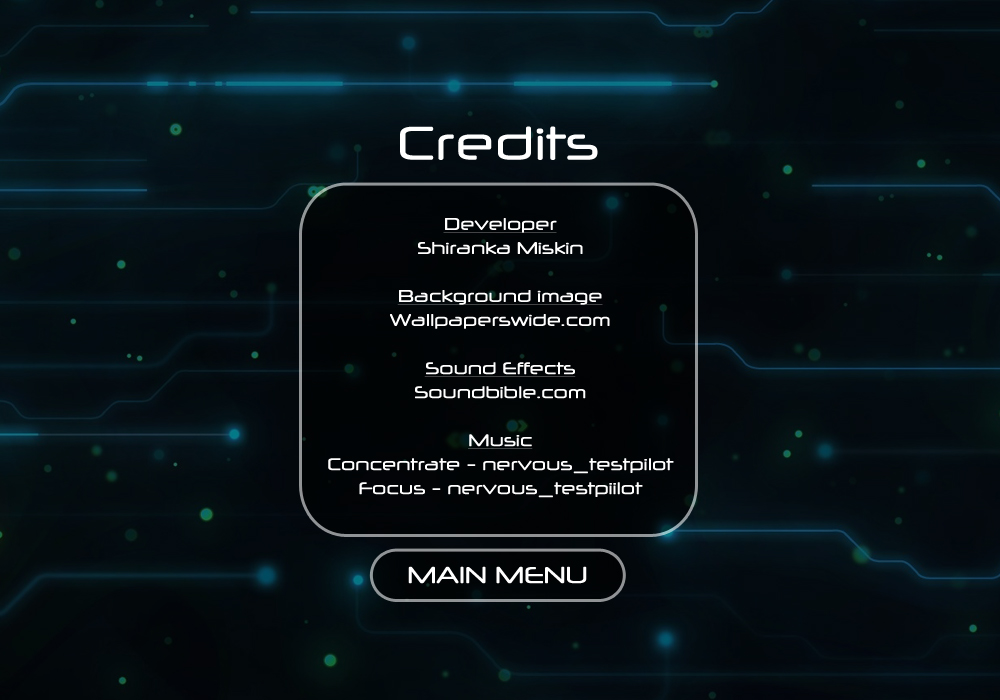 Credits
Developer
Shiranka Miskin
Background image
Wallpaperswide.com
Sound Effects
Soundbible.com
Music
Concentrate - nervous_testpilot
Focus - nervous_testpiilot
MAIN MENU